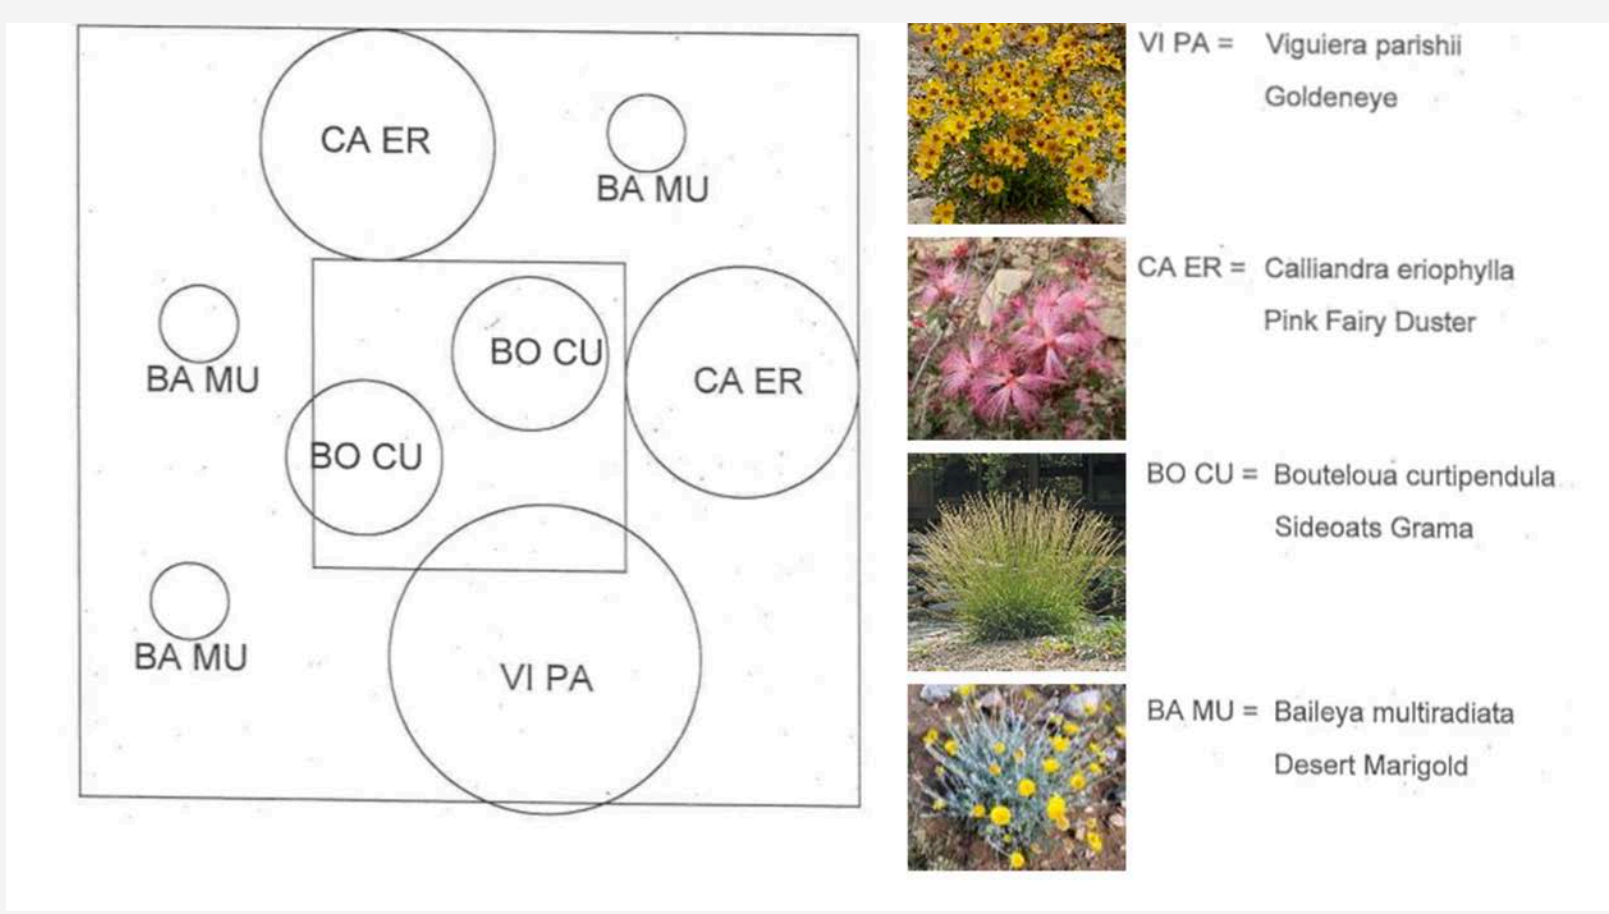 CA ER
BA MU
BA MU
BO CU
CA ER
BO CU
BA MU
VI PA
VI PA = Viguiera parishii
Goldeneye
CA ER = Calliandra eriophylla
Pink Fairy Duster
BO CU = Bouteloua curtipendula
Sideoats Grama
BA MU = Baileya multiradiata
Desert Marigold